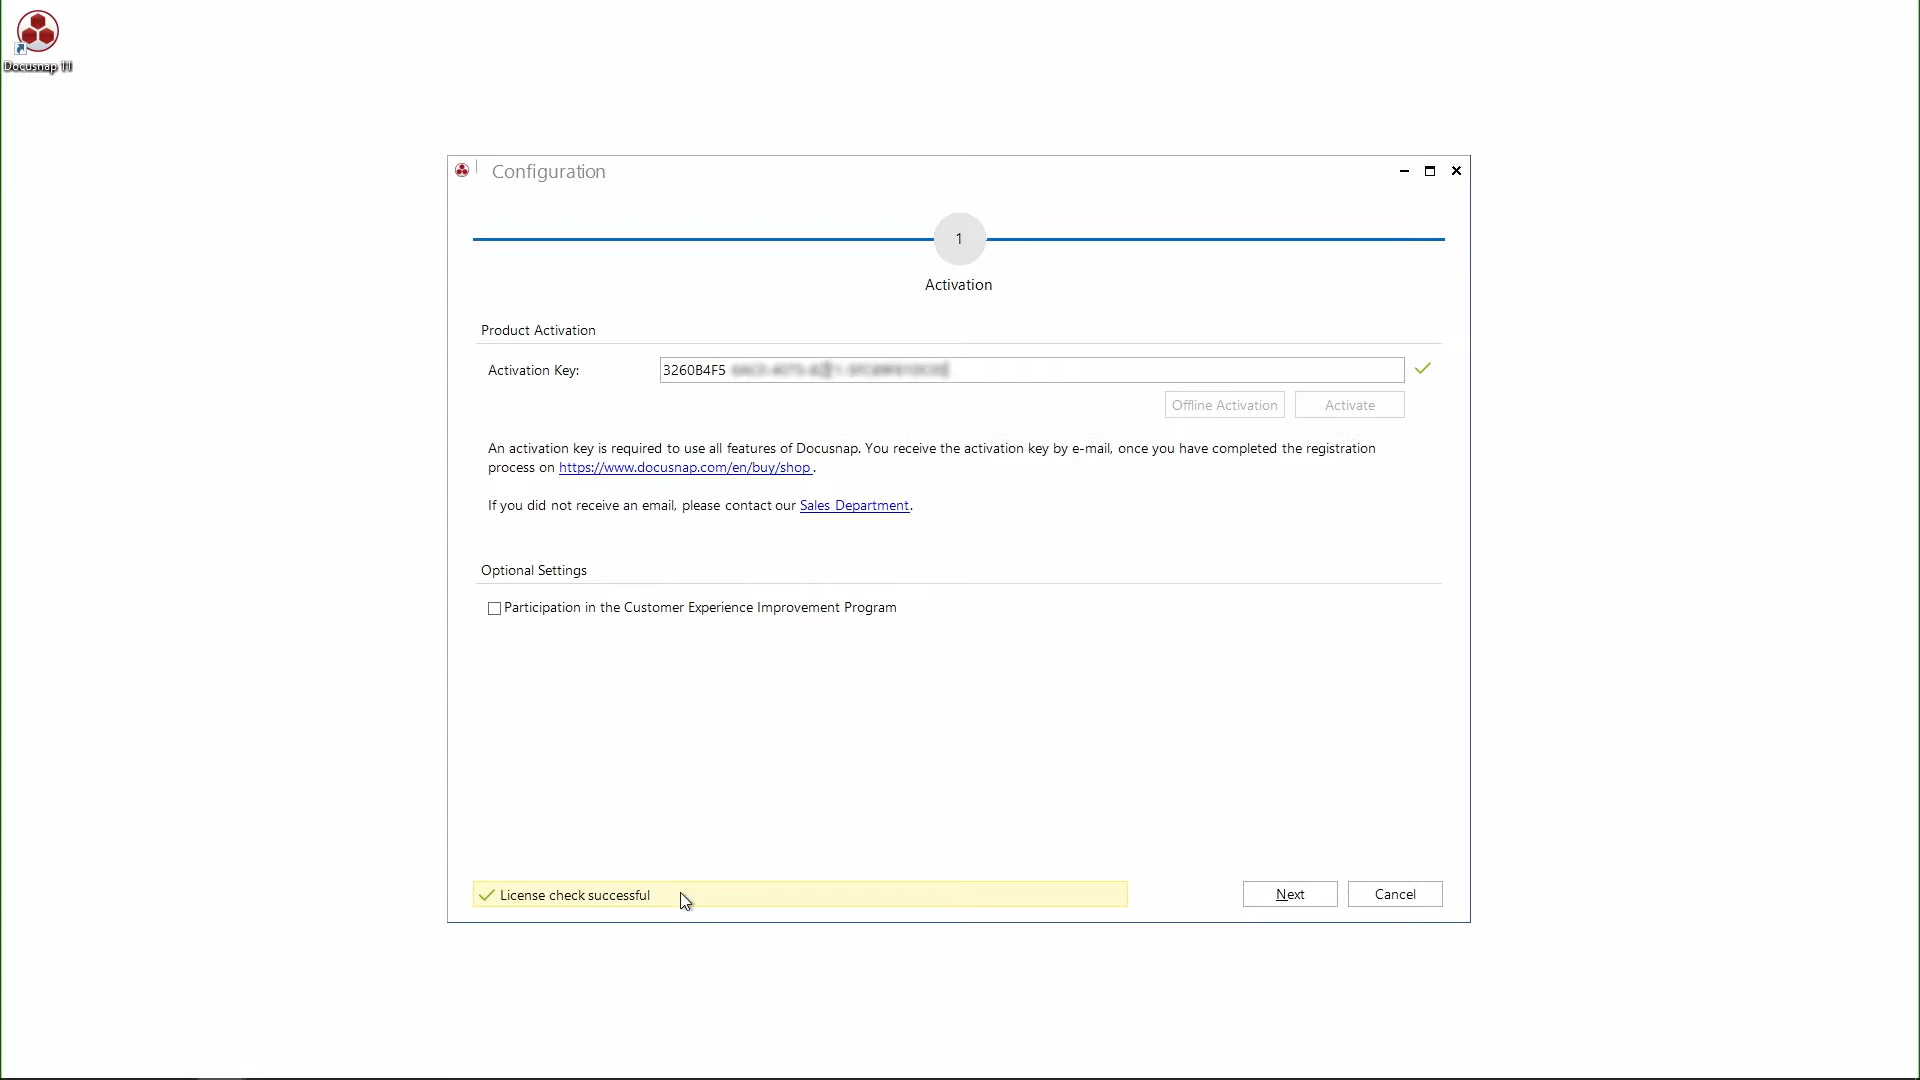 Docusnap 11
Configuration
1
Activation
Product Activation
Activation Key:
3260B4F5
Offline Activation
Activate
An activation key is required to use all features of Docusnap. You receive the activation key by e-mail, once you have completed the registration
process on https://www.docusnap.com/en/buy/shop .
If you did not receive an email, please contact our Sales Department.
Optional Settings
Participation in the Customer Experience Improvement Program
License check successful
Next
Cancel